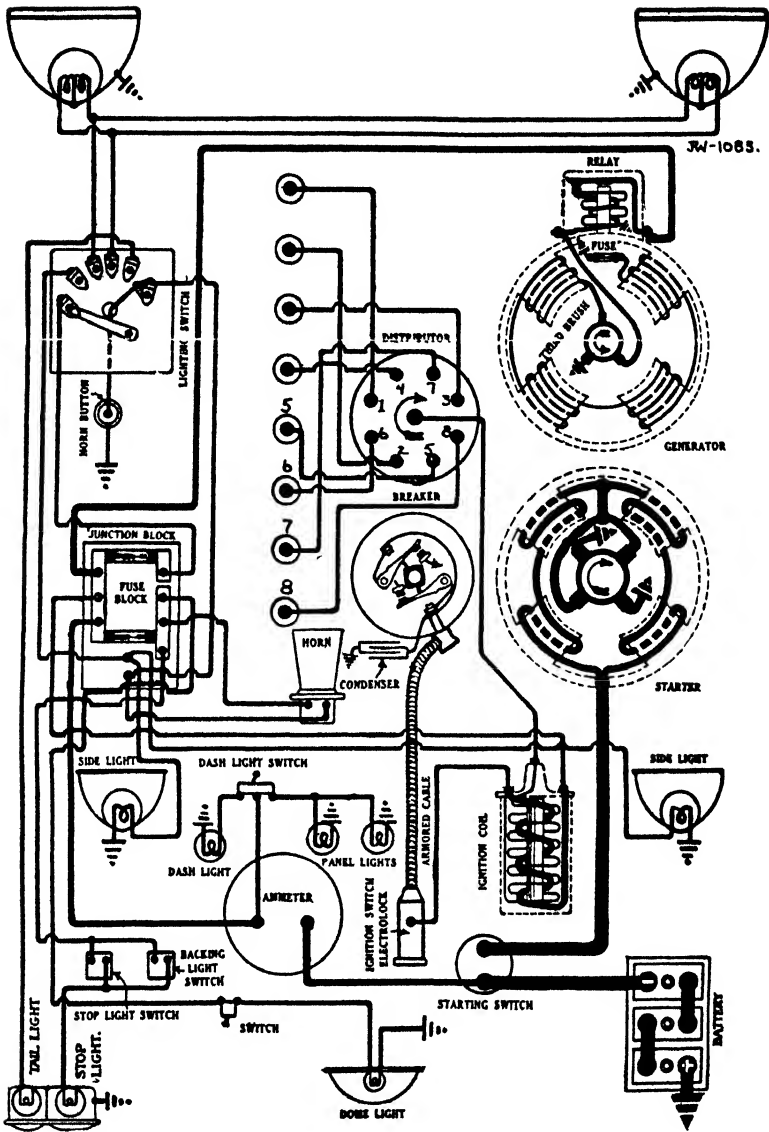 JW-1083.
RELAY
FUSE
THIRD BRUSH
GENERATOR
LIGHTING SWITCH
HORN BUTTON
DISTRIBUTOR
4 7
1 3
6 8
2 5
BREAKER
5
6
7
8
JUNCTION BLOCK
FUSE
BLOCK
HORN
CONDENSER
STARTER
SIDE LIGHT
DASH LIGHT SWITCH
SIDE LIGHT
DASH LIGHT
PANEL LIGHTS
ARMORED CABLE
IGNITION COIL
AMMETER
IGNITION SWITCH
ELECTROLOCK
BACKING
LIGHT
SWITCH
STOP LIGHT SWITCH
STARTING SWITCH
SWITCH
BATTERY
TAIL LIGHT
STOP
LIGHT.
DOME LIGHT